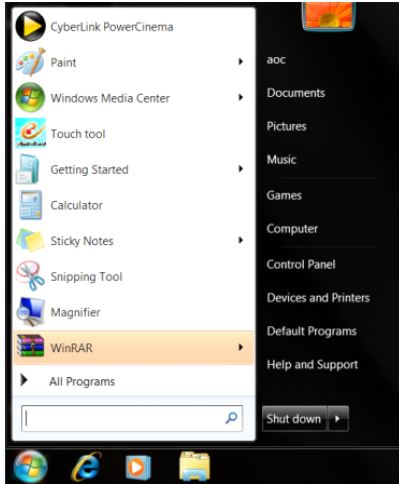 CyberLink PowerCinema
Paint
Windows Media Center
Touch tool
Getting Started
Calculator
Sticky Notes
Snipping Tool
Magnifier
WinRAR
All Programs
aoc
Documents
Pictures
Music
Games
Computer
Control Panel
Devices and Printers
Default Programs
Help and Support
Shut down